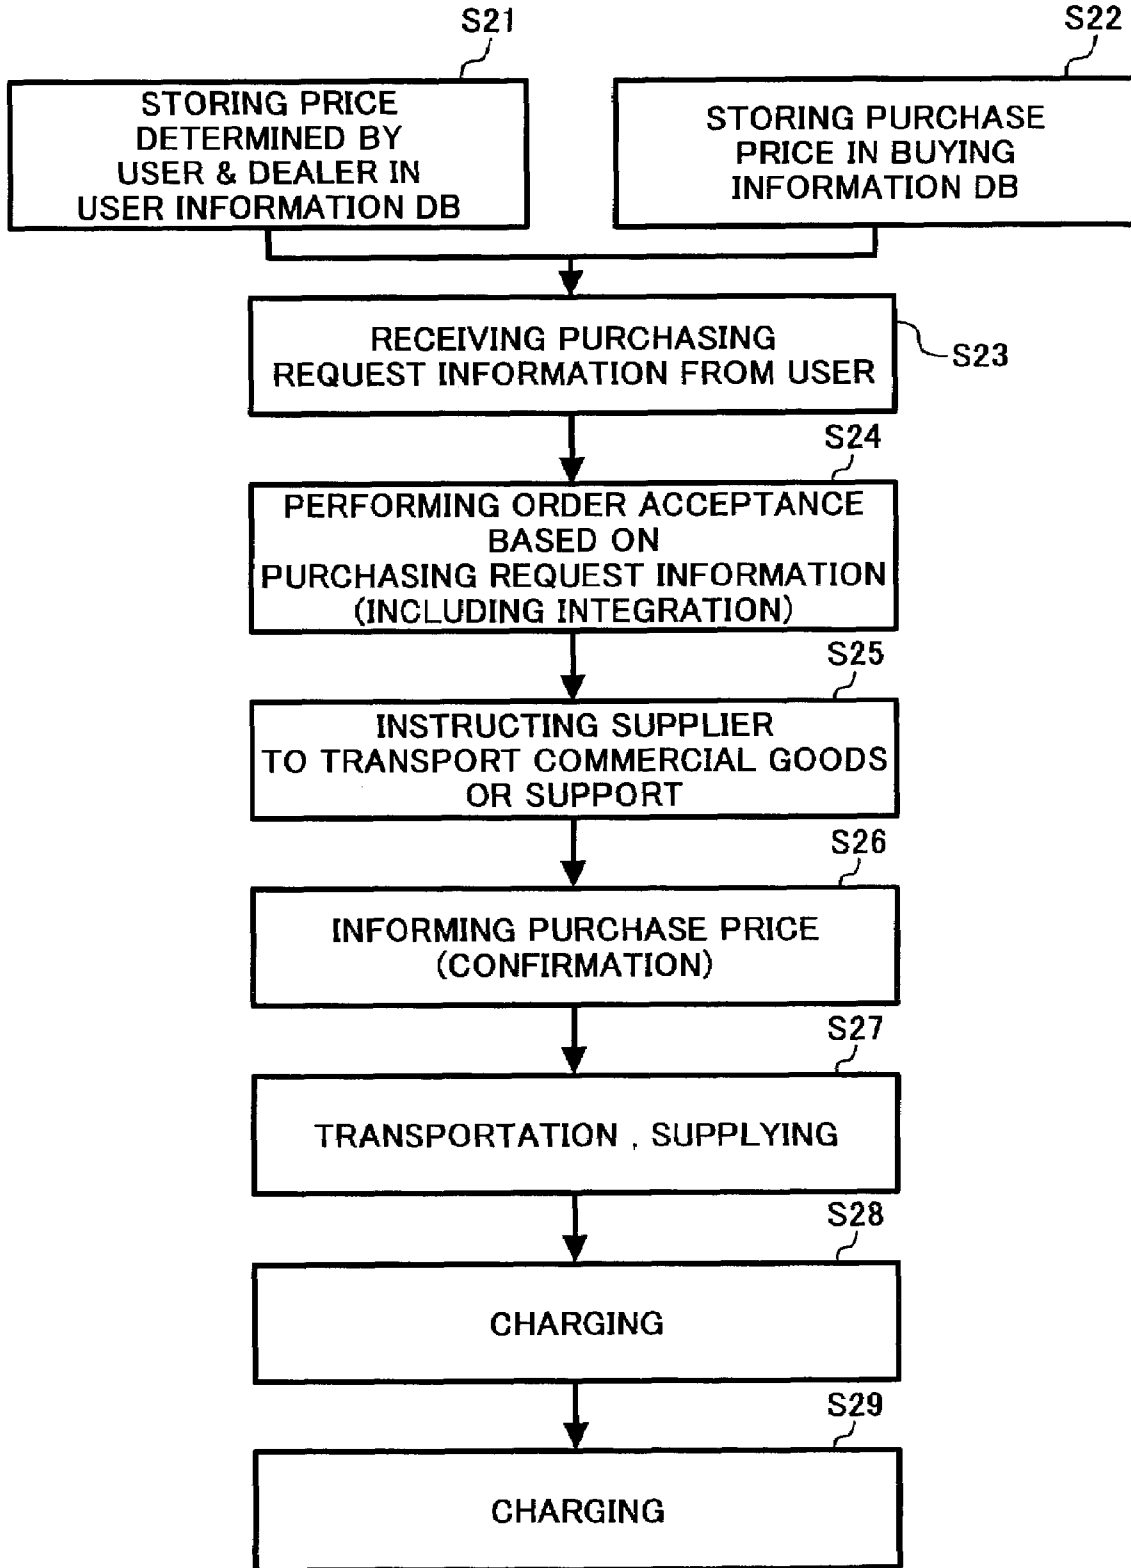 S21
STORING PRICE
DETERMINED BY
USER & DEALER IN
USER INFORMATION DB
S22
STORING PURCHASE
PRICE IN BUYING
INFORMATION DB
RECEIVING PURCHASING
REQUEST INFORMATION FROM USER
S23
S24
PERFORMING ORDER ACCEPTANCE
BASED ON
PURCHASING REQUEST INFORMATION
(INCLUDING INTEGRATION)
S25
INSTRUCTING SUPPLIER
TO TRANSPORT COMMERCIAL GOODS
OR SUPPORT
S26
INFORMING PURCHASE PRICE
(CONFIRMATION)
S27
TRANSPORTATION , SUPPLYING
S28
CHARGING
S29
CHARGING